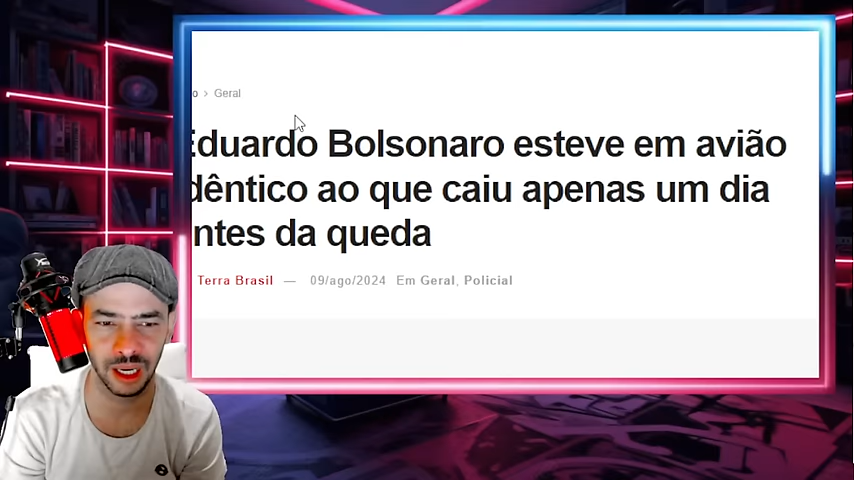 o > Geral
Eduardo Bolsonaro esteve em avião
dêntico ao que caiu apenas um dia
ntes da queda
Terra Brasil — 09/ago/2024 Em Geral, Policial